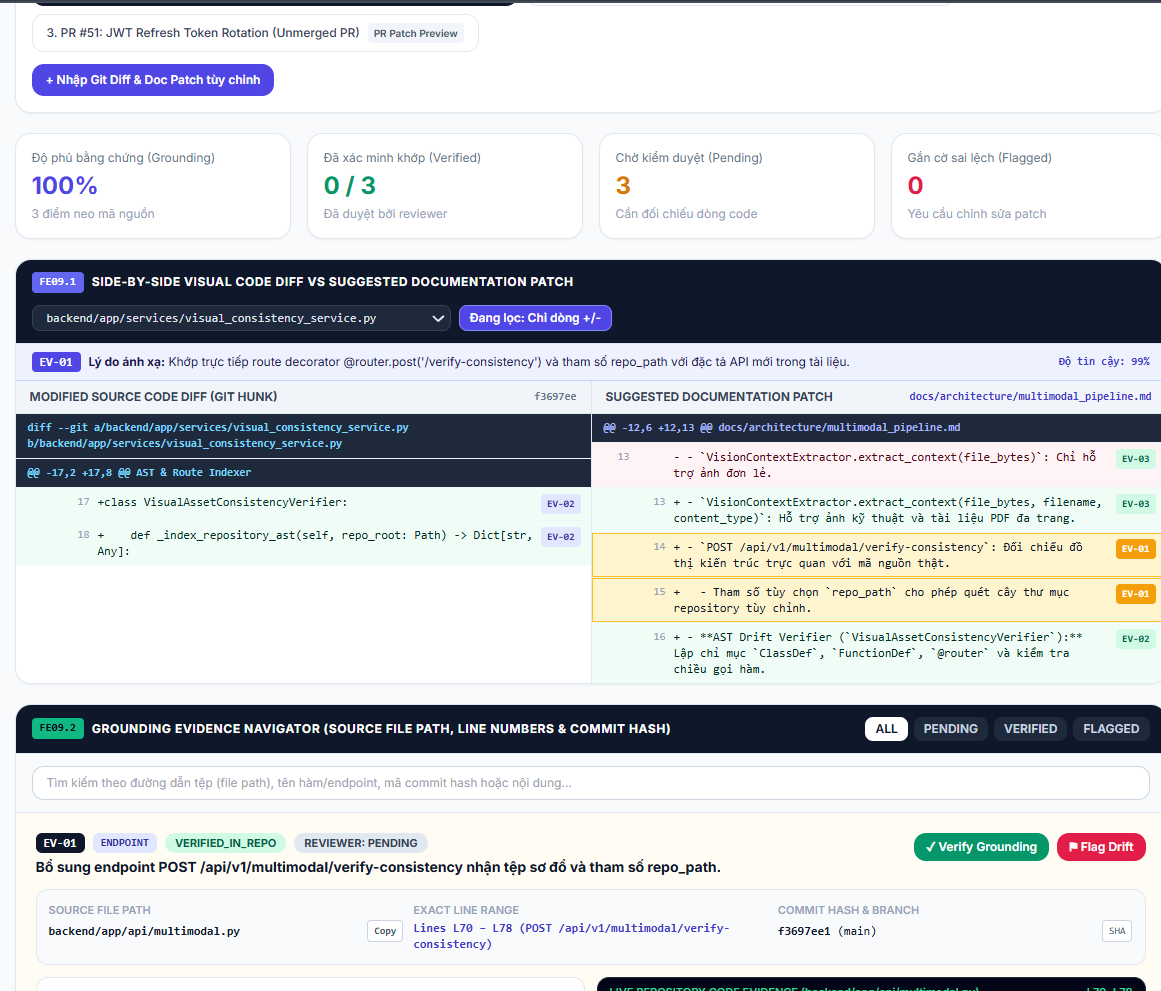 3. PR #51: JWT Refresh Token Rotation (Unmerged PR) PR Patch Preview
+ Nhập Git Diff & Doc Patch tùy chỉnh
Độ phủ bằng chứng (Grounding)
100%
3 điểm neo mã nguồn
Đã xác minh khớp (Verified)
0 / 3
Đã duyệt bởi reviewer
Chờ kiểm duyệt (Pending)
3
Cần đối chiếu dòng code
Gắn cờ sai lệch (Flagged)
0
Yêu cầu chỉnh sửa patch
FE09.1 SIDE-BY-SIDE VISUAL CODE DIFF VS SUGGESTED DOCUMENTATION PATCH
backend/app/services/visual_consistency_service.py Đang lọc: Chỉ dòng +/-
EV-01 Lý do ánh xạ: Khớp trực tiếp route decorator @router.post('/verify-consistency') và tham số repo_path với đặc tả API mới trong tài liệu. Độ tin cậy: 99%
MODIFIED SOURCE CODE DIFF (GIT HUNK) f3697ee
diff --git a/backend/app/services/visual_consistency_service.py
b/backend/app/services/visual_consistency_service.py
@@ -17,2 +17,8 @@ AST & Route Indexer
17 +class VisualAssetConsistencyVerifier: EV-02
18 +    def _index_repository_ast(self, repo_root: Path) -> Dict[str, EV-02
Any]:
SUGGESTED DOCUMENTATION PATCH docs/architecture/multimodal_pipeline.md
@@ -12,6 +12,13 @@ docs/architecture/multimodal_pipeline.md
13 - - `VisionContextExtractor.extract_context(file_bytes)`: Chỉ hỗ EV-03
trợ ảnh đơn lẻ.
13 + - `VisionContextExtractor.extract_context(file_bytes, filename, EV-03
content_type)`: Hỗ trợ ảnh kỹ thuật và tài liệu PDF đa trang.
14 + - `POST /api/v1/multimodal/verify-consistency`: Đối chiếu đồ EV-01
thị kiến trúc trực quan với mã nguồn thật.
15 +   - Tham số tùy chọn `repo_path` cho phép quét cây thư mục EV-01
repository tùy chỉnh.
16 + - **AST Drift Verifier (`VisualAssetConsistencyVerifier`):** EV-02
Lập chỉ mục `ClassDef`, `FunctionDef`, `@router` và kiểm tra
chiều gọi hàm.
FE09.2 GROUNDING EVIDENCE NAVIGATOR (SOURCE FILE PATH, LINE NUMBERS & COMMIT HASH) ALL PENDING VERIFIED FLAGGED
Tìm kiếm theo đường dẫn tệp (file path), tên hàm/endpoint, mã commit hash hoặc nội dung...
EV-01 ENDPOINT VERIFIED_IN_REPO REVIEWER: PENDING
✓ Verify Grounding ⚑ Flag Drift
Bổ sung endpoint POST /api/v1/multimodal/verify-consistency nhận tệp sơ đồ và tham số repo_path.
SOURCE FILE PATH
backend/app/api/multimodal.py Copy
EXACT LINE RANGE
Lines L70 – L78 (POST /api/v1/multimodal/verify-
consistency)
COMMIT HASH & BRANCH
f3697ee1 (main) SHA
LIVE REPOSITORY CODE EVIDENCE (backend/app/api/multimodal.py) L70–L78